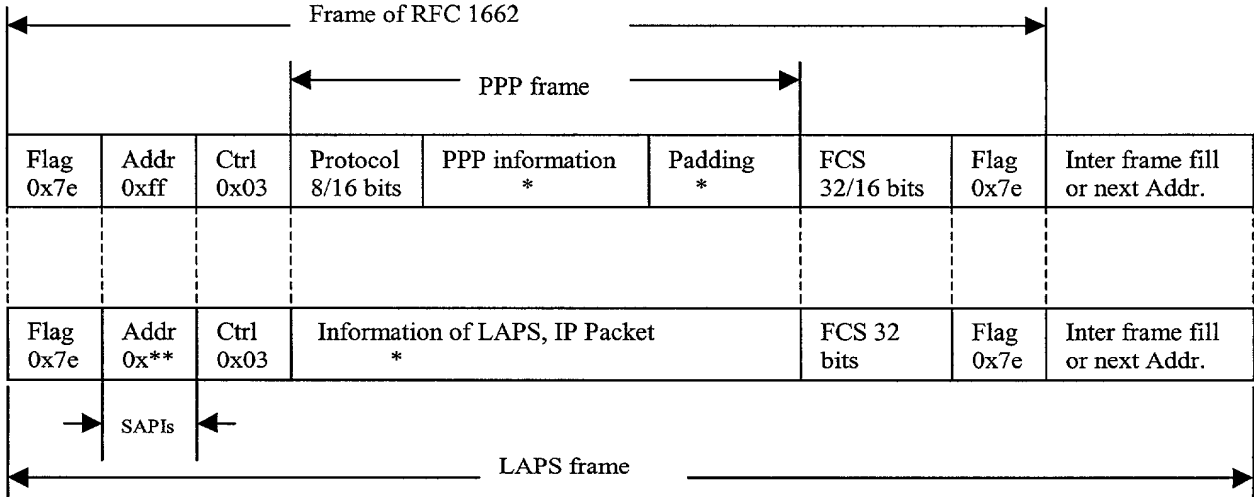 Frame of RFC 1662
PPP frame
Flag Addr Ctrl Protocol PPP information Padding FCS Flag Inter frame fill
0x7e 0xff 0x03 8/16 bits * * 32/16 bits 0x7e or next Addr.
Flag Addr Ctrl Information of LAPS, IP Packet FCS 32 Flag Inter frame fill
0x7e 0x** 0x03 * bits 0x7e or next Addr.
SAPIs
LAPS frame